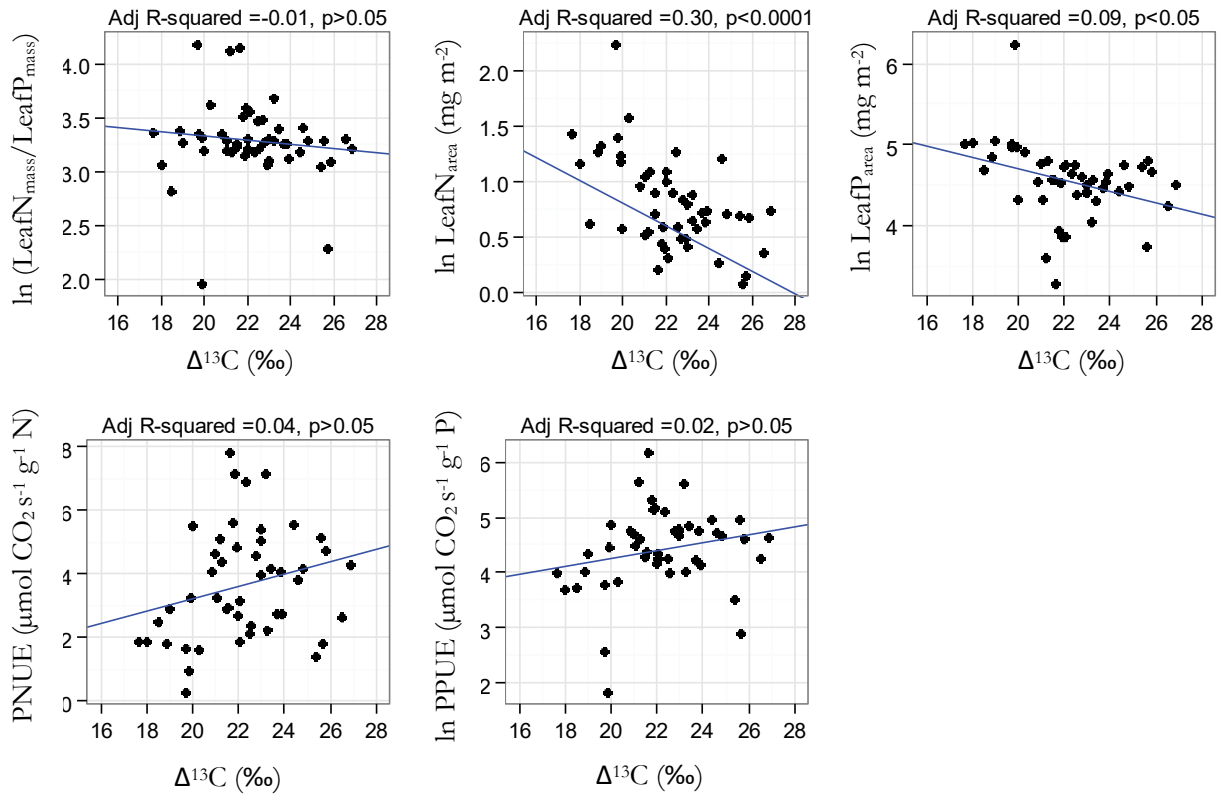 Adj R-squared =-0.01, p>0.05
ln (LeafN_mass/LeafP_mass)
4.0
3.5
3.0
2.5
2.0
16 18 20 22 24 26 28
Δ¹³C (‰)
Adj R-squared =0.30, p<0.0001
ln LeafN_area (mg m⁻²)
2.0
1.5
1.0
0.5
0.0
16 18 20 22 24 26 28
Δ¹³C (‰)
Adj R-squared =0.09, p<0.05
ln LeafP_area (mg m⁻²)
6
5
4
16 18 20 22 24 26 28
Δ¹³C (‰)
Adj R-squared =0.04, p>0.05
PNUE (μmol CO₂ s⁻¹ g⁻¹ N)
8
6
4
2
0
16 18 20 22 24 26 28
Δ¹³C (‰)
Adj R-squared =0.02, p>0.05
ln PPUE (μmol CO₂ s⁻¹ g⁻¹ P)
6
5
4
3
2
16 18 20 22 24 26 28
Δ¹³C (‰)